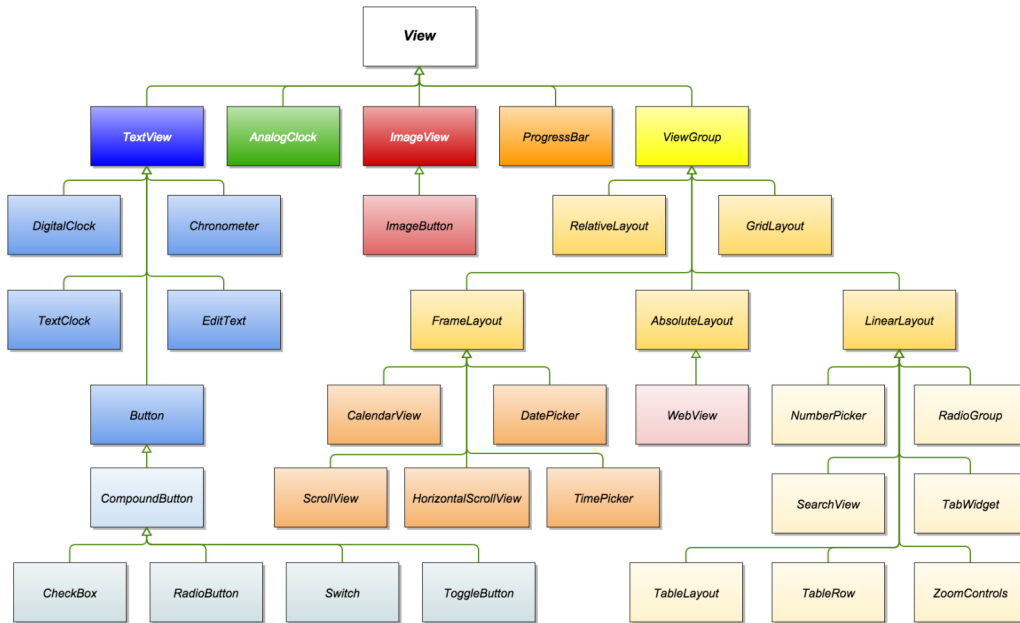 View
TextView
AnalogClock
ImageView
ProgressBar
ViewGroup
DigitalClock
Chronometer
ImageButton
RelativeLayout
GridLayout
TextClock
EditText
FrameLayout
AbsoluteLayout
LinearLayout
Button
CalendarView
DatePicker
WebView
NumberPicker
RadioGroup
CompoundButton
ScrollView
HorizontalScrollView
TimePicker
SearchView
TabWidget
CheckBox
RadioButton
Switch
ToggleButton
TableLayout
TableRow
ZoomControls